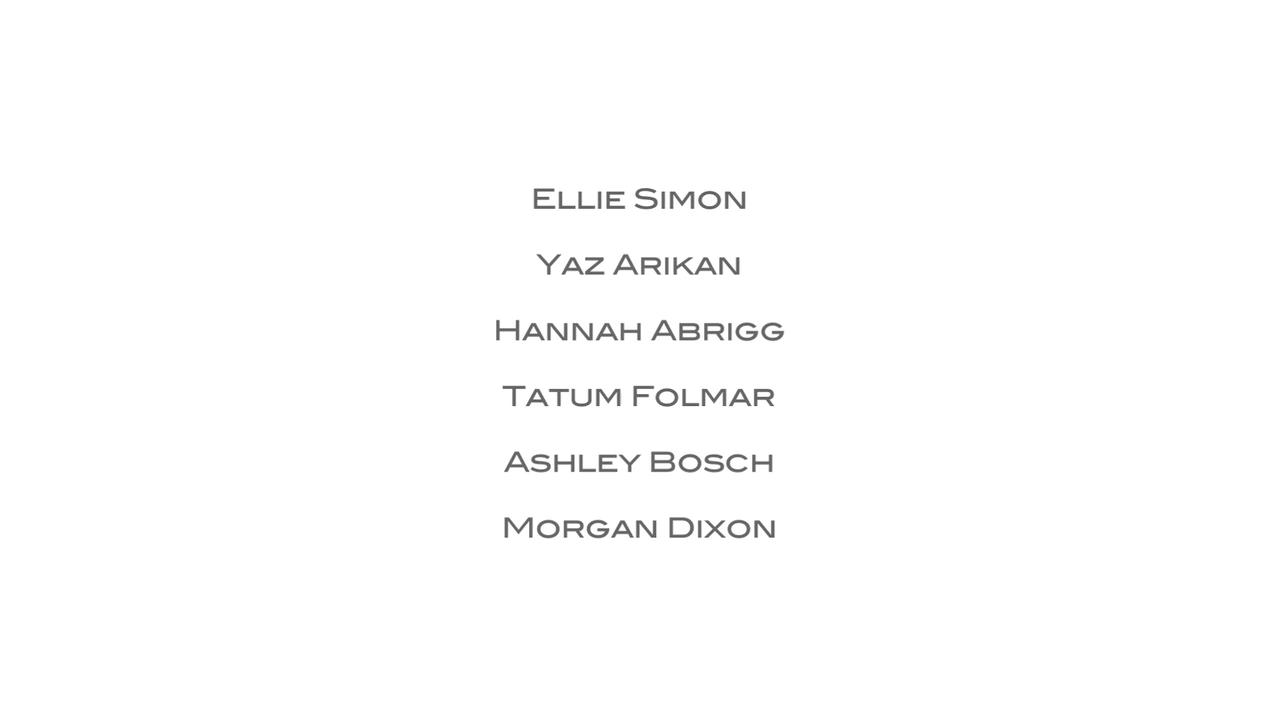 Ellie Simon
Yaz Arikan
Hannah Abrigg
Tatum Folmar
Ashley Bosch
Morgan Dixon